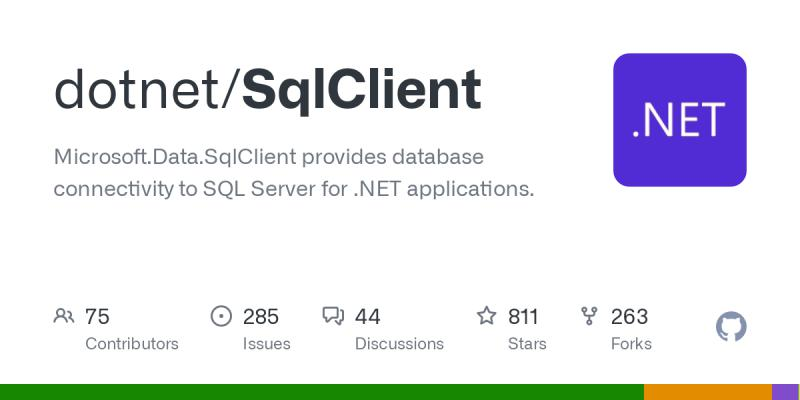 dotnet/SqlClient
.NET
Microsoft.Data.SqlClient provides database
connectivity to SQL Server for .NET applications.
75
Contributors
285
Issues
44
Discussions
811
Stars
263
Forks